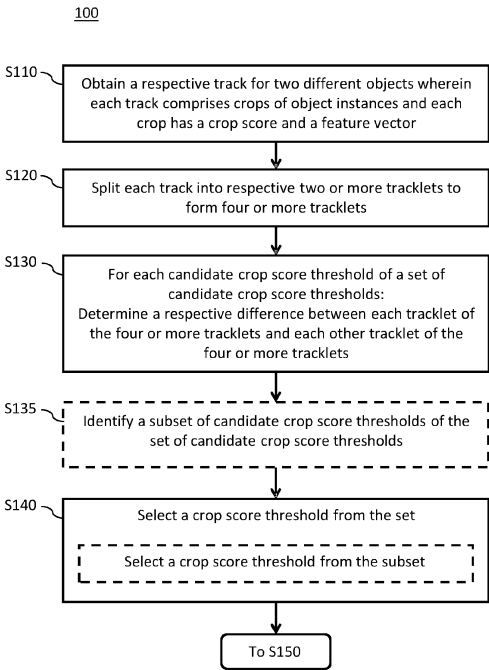 100
S110
Obtain a respective track for two different objects wherein
each track comprises crops of object instances and each
crop has a crop score and a feature vector
S120
Split each track into respective two or more tracklets to
form four or more tracklets
S130
For each candidate crop score threshold of a set of
candidate crop score thresholds:
Determine a respective difference between each tracklet of
the four or more tracklets and each other tracklet of the
four or more tracklets
S135
Identify a subset of candidate crop score thresholds of the
set of candidate crop score thresholds
S140
Select a crop score threshold from the set
Select a crop score threshold from the subset
To S150